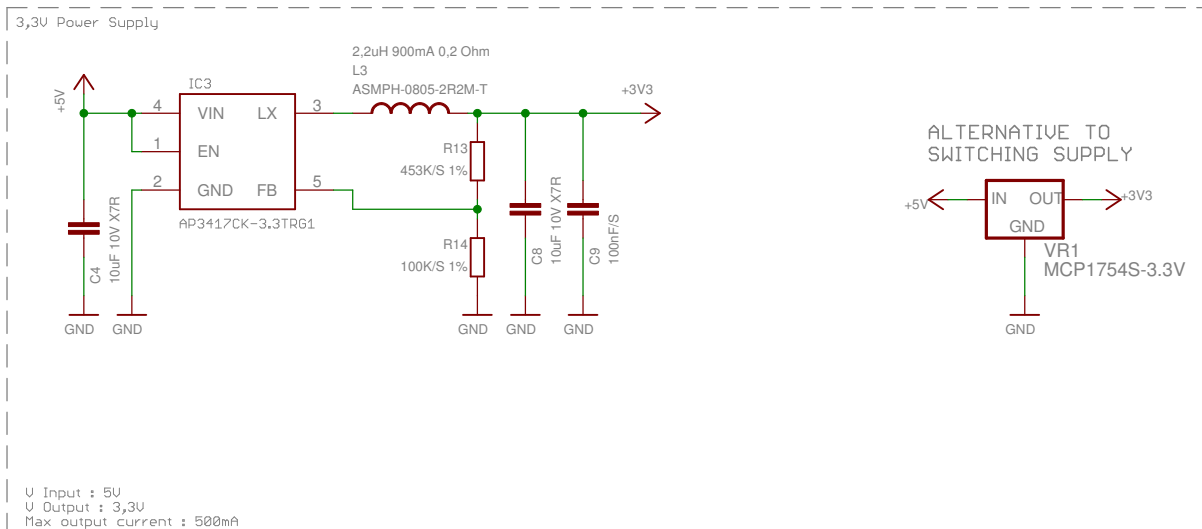 3,3V Power Supply
2,2uH 900mA 0,2 Ohm
L3
ASMPH-0805-2R2M-T
+5V
IC3
+3V3
4
VIN
LX
3
1
EN
2
GND
FB
5
AP3417CK-3.3TRG1
R13
453K/S 1%
R14
100K/S 1%
C4
10uF 10V X7R
C8
10uF 10V X7R
C9
100nF/S
GND
GND
GND
GND
GND
ALTERNATIVE TO
SWITCHING SUPPLY
+5V
IN
OUT
+3V3
GND
VR1
MCP1754S-3.3V
GND
V Input : 5V
V Output : 3,3V
Max output current : 500mA